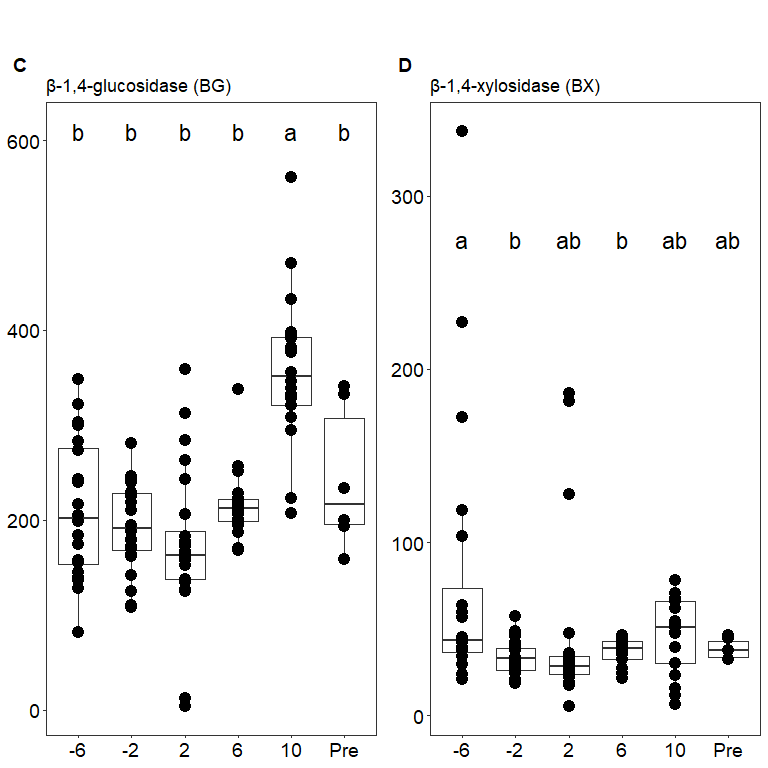 C
β-1,4-glucosidase (BG)
b b b b a b
600
400
200
0
-6 -2 2 6 10 Pre
D
β-1,4-xylosidase (BX)
300
a b ab b ab ab
200
100
0
-6 -2 2 6 10 Pre